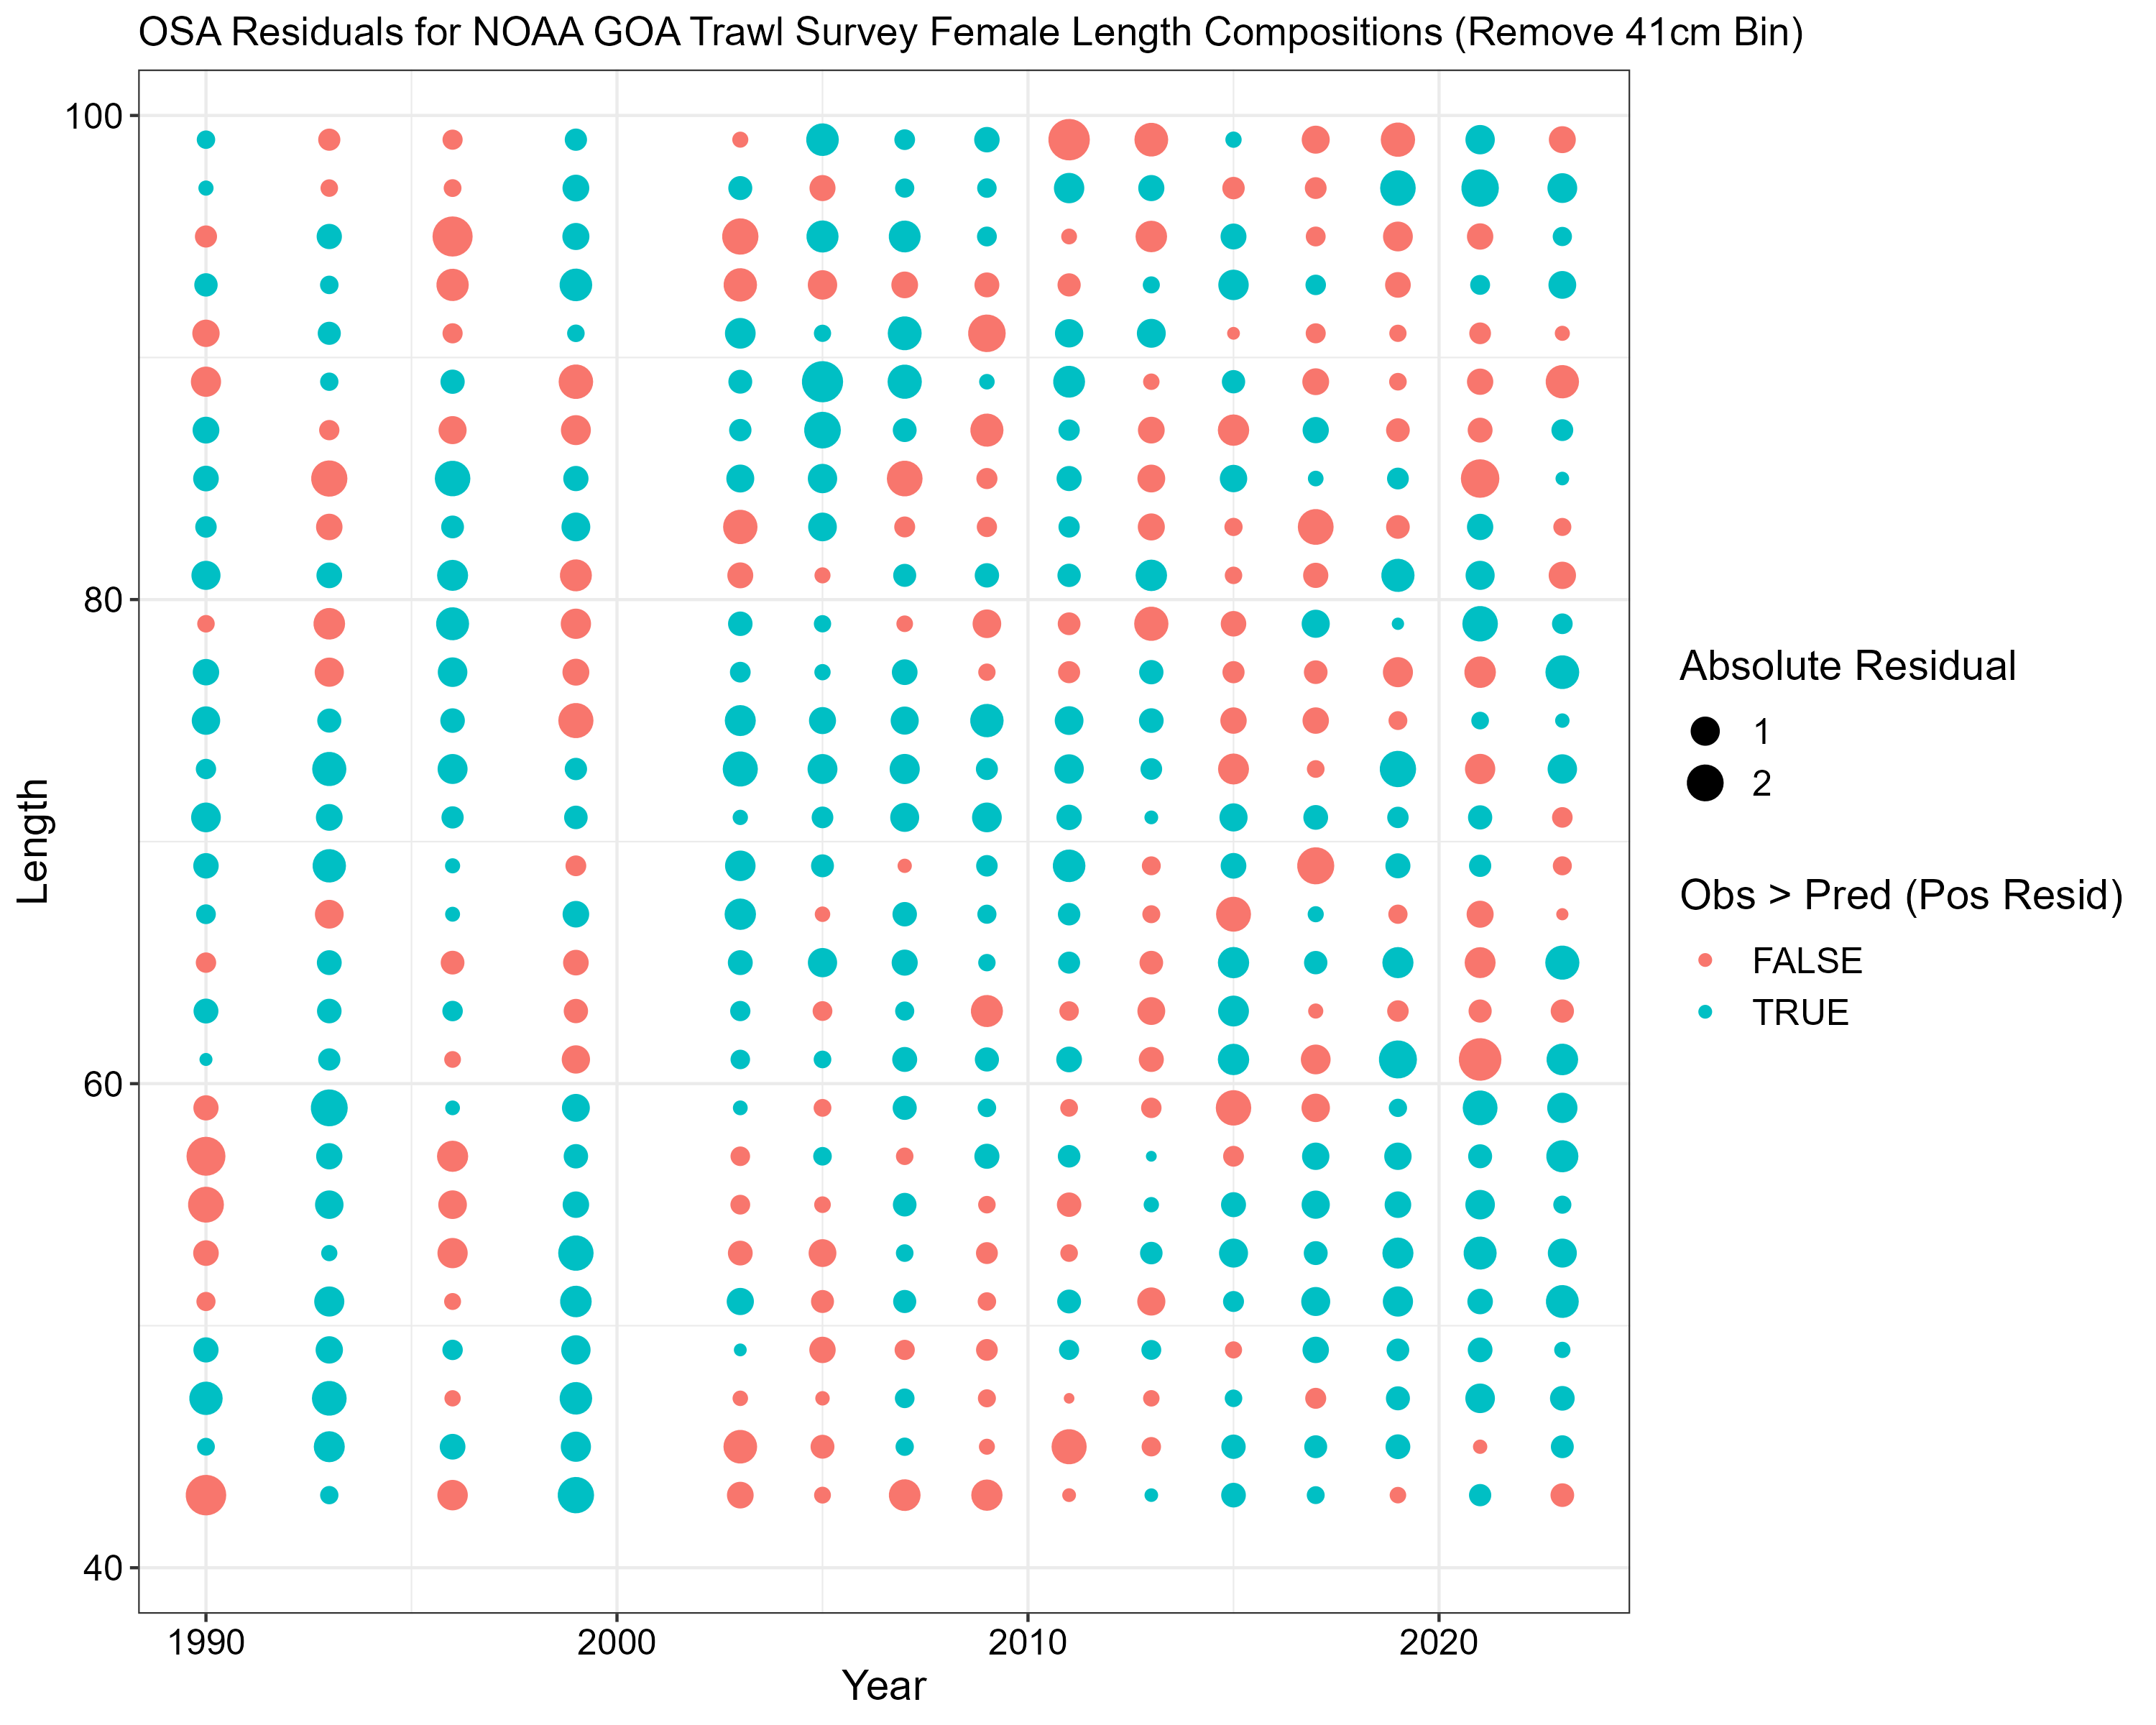 OSA Residuals for NOAA GOA Trawl Survey Female Length Compositions (Remove 41cm Bin)
100
80
60
40
Length
1990
2000
2010
2020
Year
Absolute Residual
1
2
Obs > Pred (Pos Resid)
FALSE
TRUE